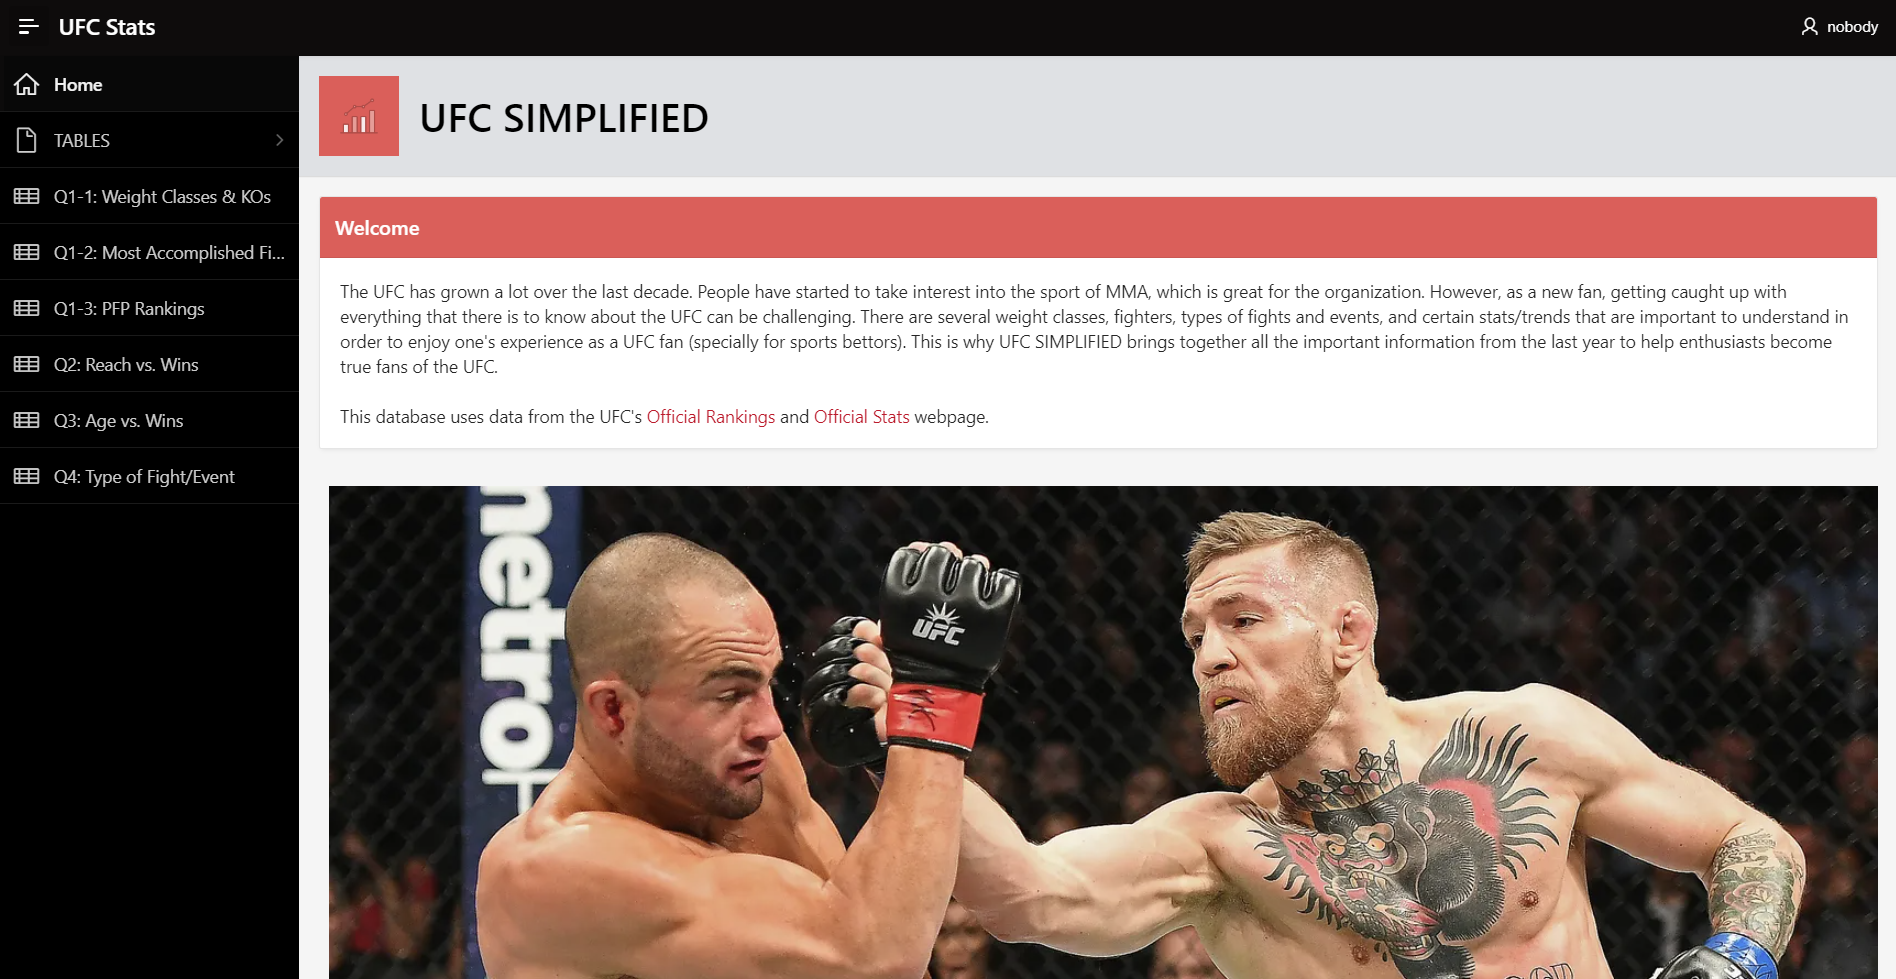 UFC Stats
nobody
Home
TABLES
Q1-1: Weight Classes & KOs
Q1-2: Most Accomplished Fi...
Q1-3: PFP Rankings
Q2: Reach vs. Wins
Q3: Age vs. Wins
Q4: Type of Fight/Event
UFC SIMPLIFIED
Welcome
The UFC has grown a lot over the last decade. People have started to take interest into the sport of MMA, which is great for the organization. However, as a new fan, getting caught up with
everything that there is to know about the UFC can be challenging. There are several weight classes, fighters, types of fights and events, and certain stats/trends that are important to understand in
order to enjoy one's experience as a UFC fan (specially for sports bettors). This is why UFC SIMPLIFIED brings together all the important information from the last year to help enthusiasts become
true fans of the UFC.
This database uses data from the UFC's Official Rankings and Official Stats webpage.
netro
UFC